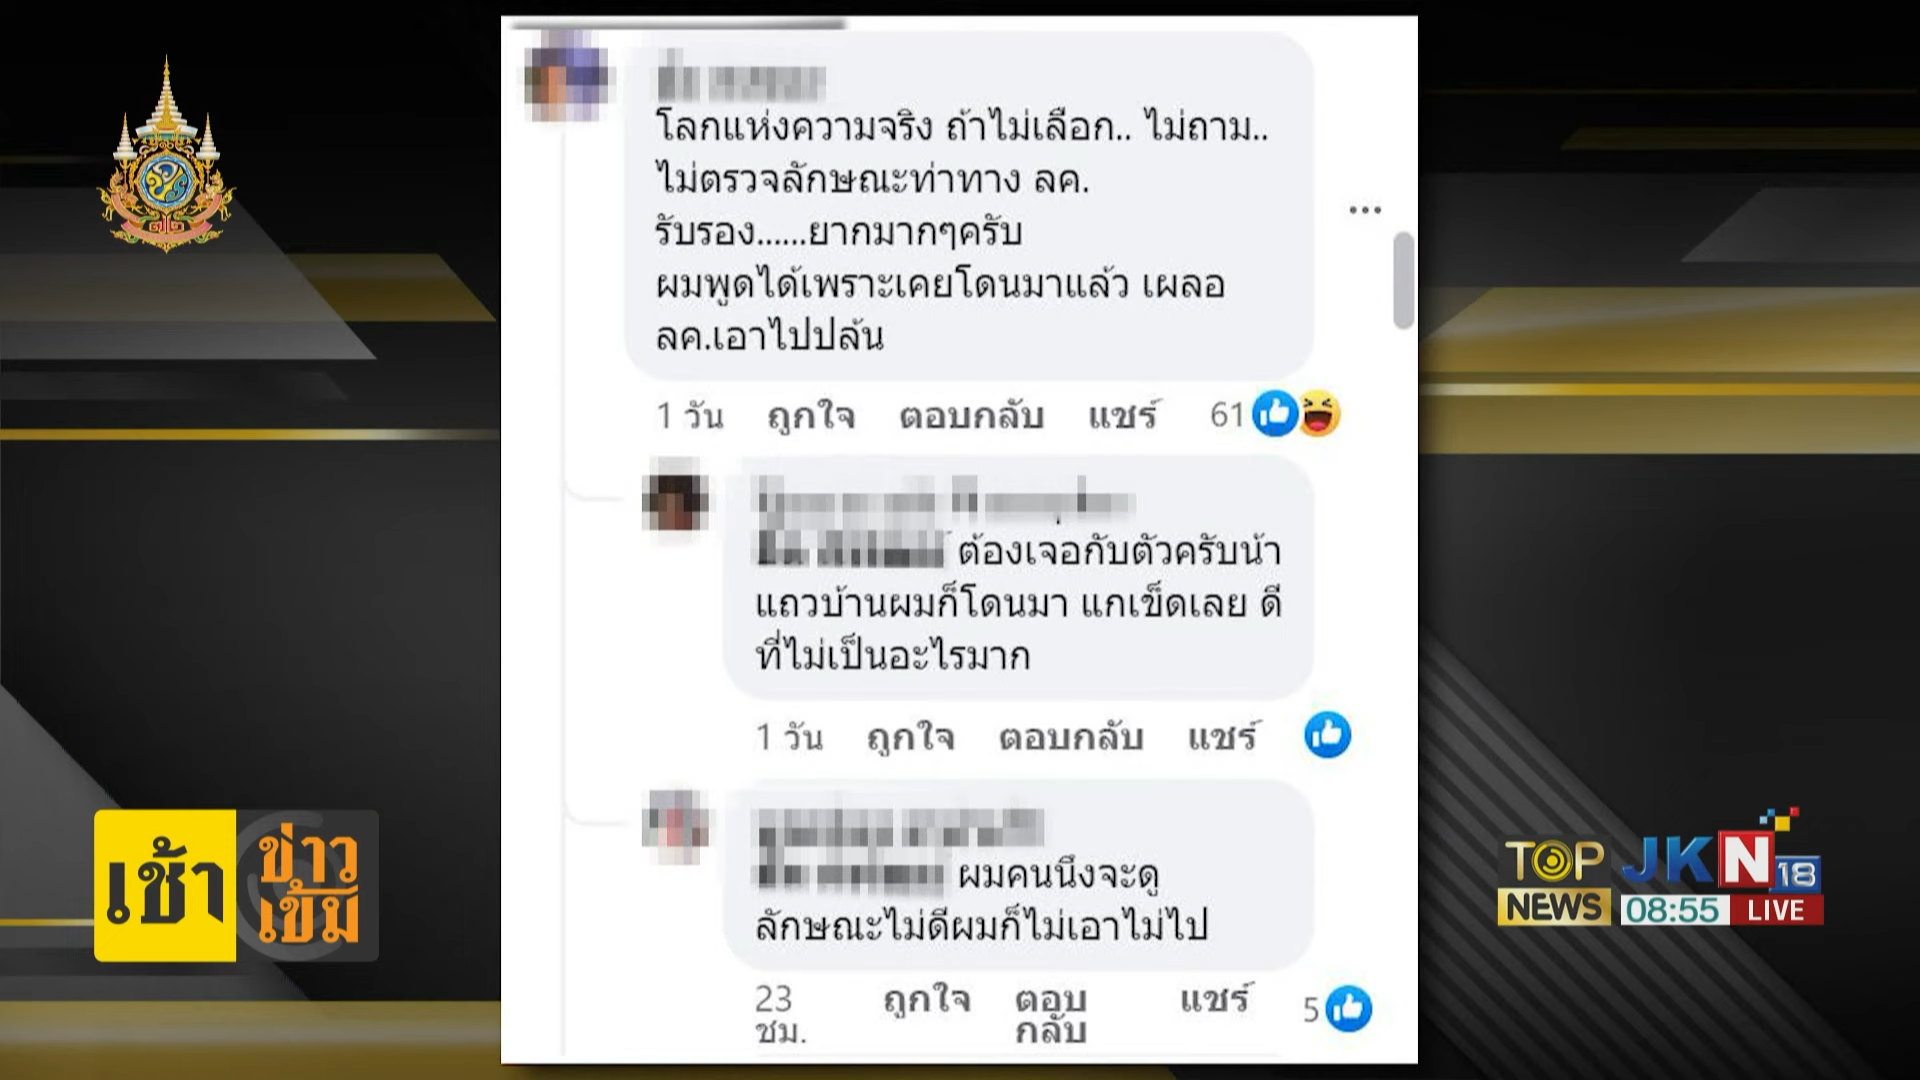 โลกแห่งความจริง ถ้าไม่เลือก.. ไม่ถาม..
ไม่ตรวจลักษณะท่าทาง ลค.
รับรอง......ยากมากๆครับ
ผมพูดได้เพราะเคยโดนมาแล้ว เผลอ
ลค.เอาไปปล้น
1 วัน ถูกใจ ตอบกลับ แชร์ 61
ต้องเจอกับตัวครับน้า
แถวบ้านผมก็โดนมา แกเข็ดเลย ดี
ที่ไม่เป็นอะไรมาก
1 วัน ถูกใจ ตอบกลับ แชร์
ผมคนนึงจะดู
ลักษณะไม่ดีผมก็ไม่เอาไม่ไป
23 ชม. ถูกใจ ตอบกลับ แชร์ 5
เช้า ข่าว
เข้ม
TOP JKN 18
NEWS 08:55 LIVE